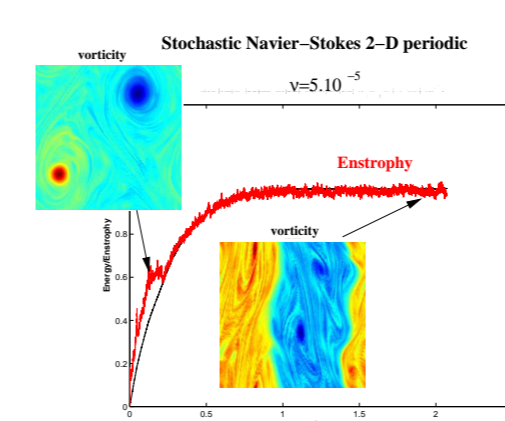 Stochastic Navier−Stokes 2−D periodic
vorticity
ν=5.10 −5
Enstrophy
vorticity
Energy/Enstrophy
0.8
0.6
0.4
0.2
0
0
0.5
1
1.5
2